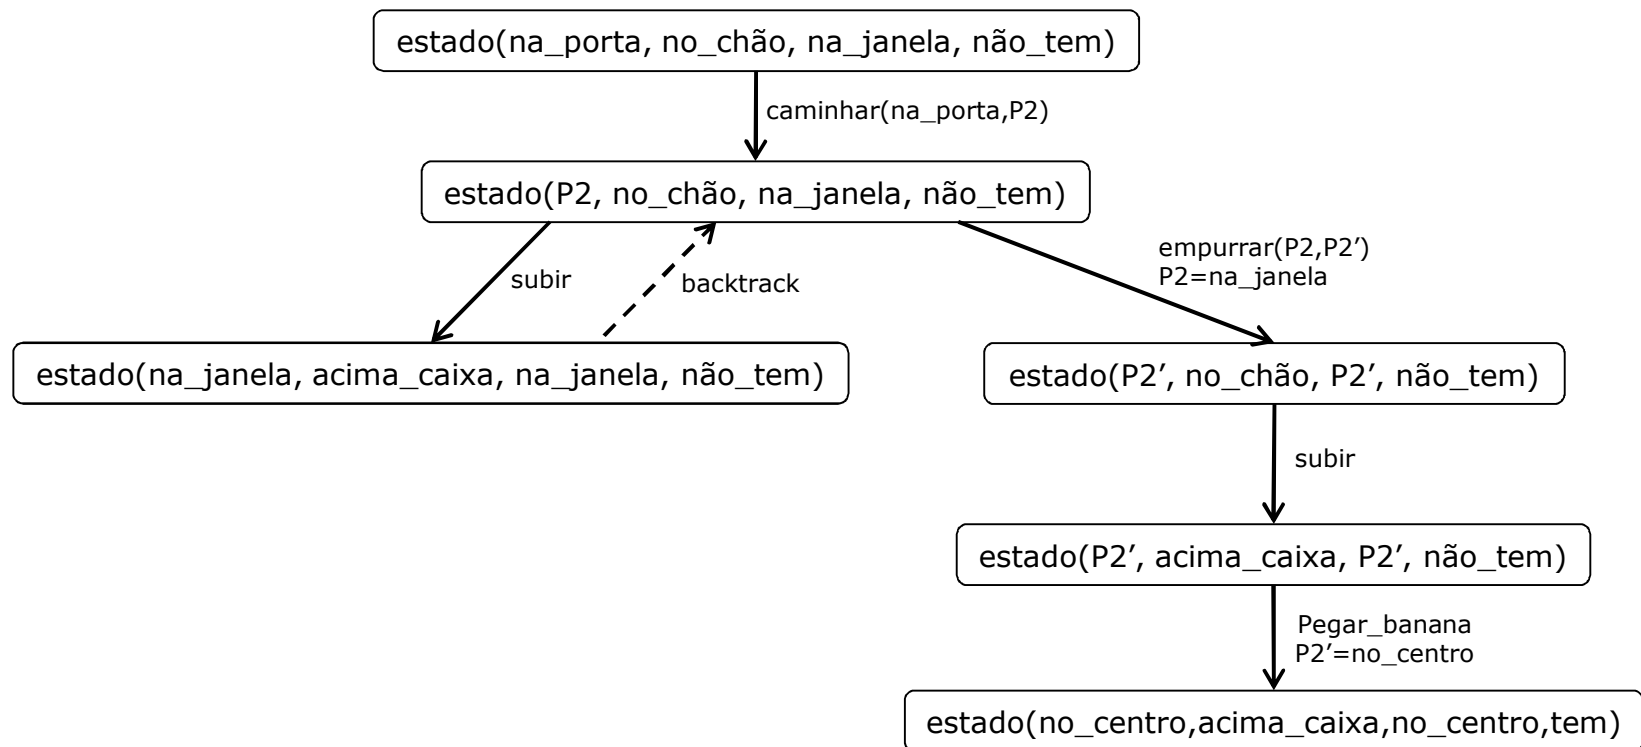 estado(na_porta, no_chão, na_janela, não_tem)
caminhar(na_porta,P2)
estado(P2, no_chão, na_janela, não_tem)
subir
backtrack
empurrar(P2,P2’)
P2=na_janela
estado(na_janela, acima_caixa, na_janela, não_tem)
estado(P2’, no_chão, P2’, não_tem)
subir
estado(P2’, acima_caixa, P2’, não_tem)
Pegar_banana
P2’=no_centro
estado(no_centro,acima_caixa,no_centro,tem)